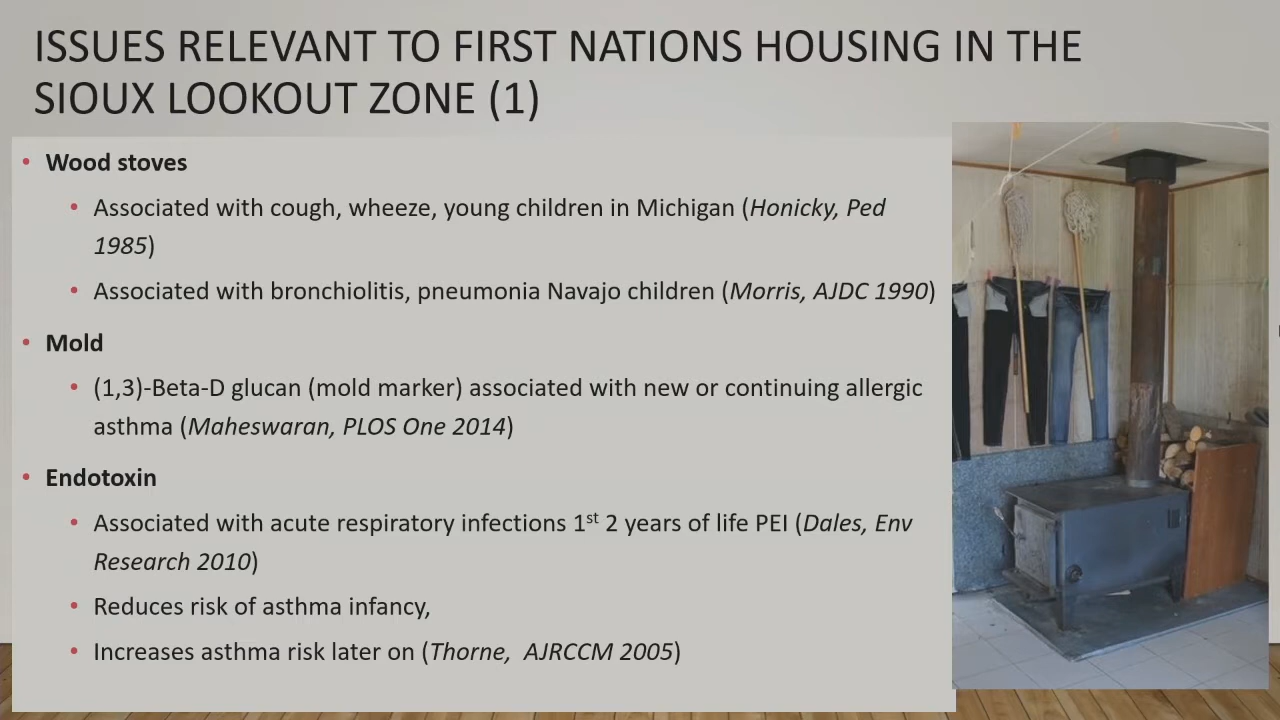 ISSUES RELEVANT TO FIRST NATIONS HOUSING IN THE
SIOUX LOOKOUT ZONE (1)
• Wood stoves
• Associated with cough, wheeze, young children in Michigan (Honicky, Ped
1985)
• Associated with bronchiolitis, pneumonia Navajo children (Morris, AJDC 1990)
• Mold
• (1,3)-Beta-D glucan (mold marker) associated with new or continuing allergic
asthma (Maheswaran, PLOS One 2014)
• Endotoxin
• Associated with acute respiratory infections 1st 2 years of life PEI (Dales, Env
Research 2010)
• Reduces risk of asthma infancy,
• Increases asthma risk later on (Thorne, AJRCCM 2005)